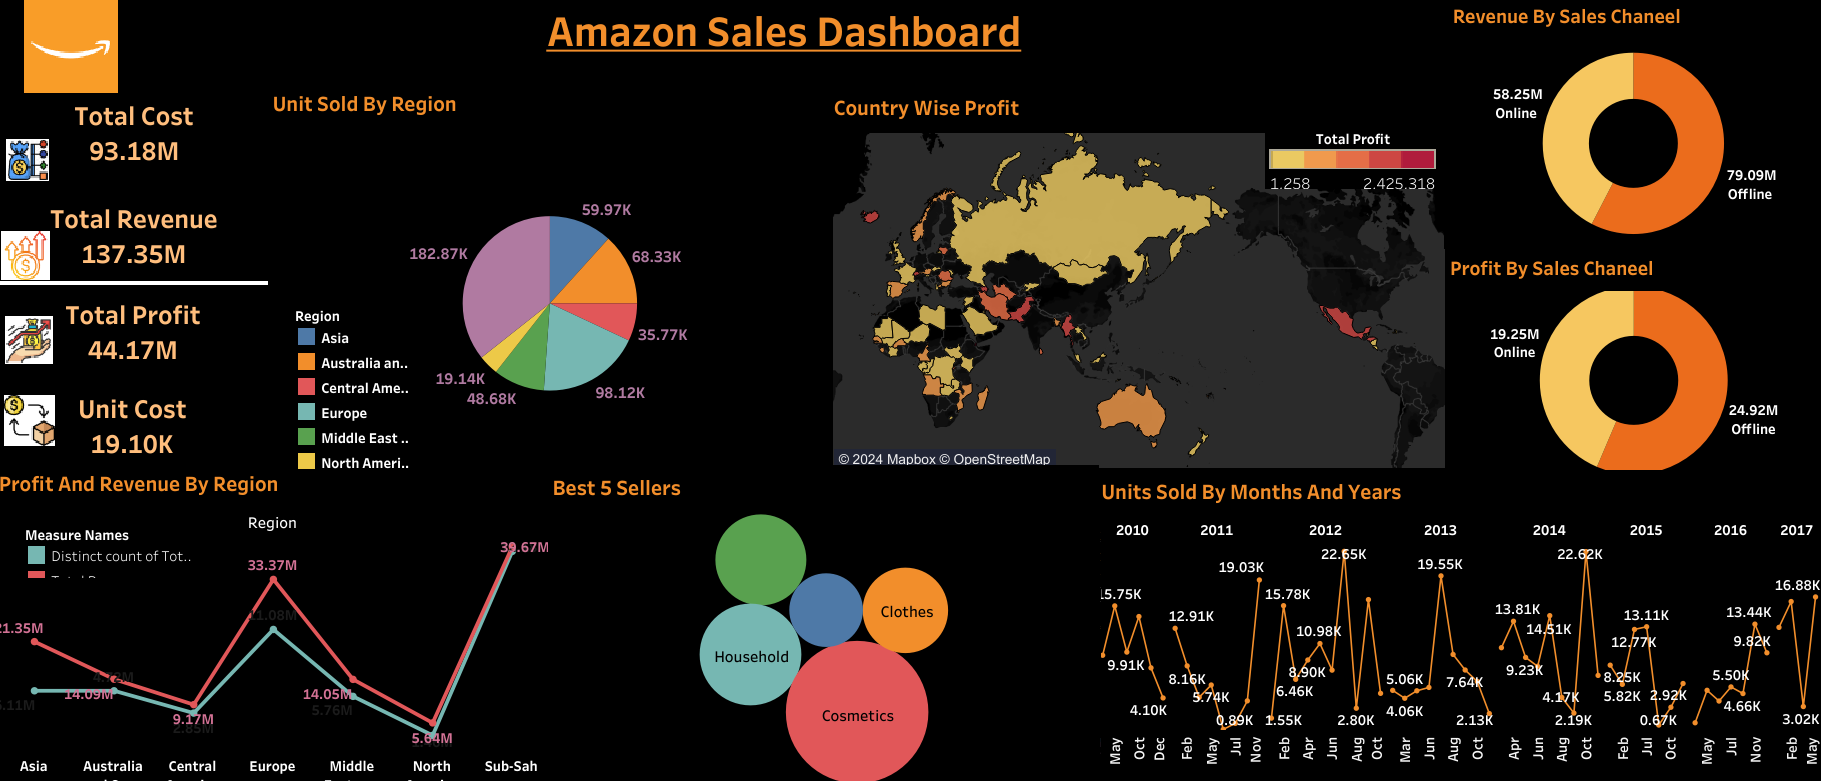 Amazon Sales Dashboard
Total Cost
93.18M
Total Revenue
137.35M
Total Profit
44.17M
Unit Cost
19.10K
Unit Sold By Region
59.97K
68.33K
35.77K
98.12K
48.68K
19.14K
182.87K
Region
Asia
Australia an..
Central Ame..
Europe
Middle East ..
North Ameri..
Country Wise Profit
Total Profit
1.258 2.425.318
© 2024 Mapbox © OpenStreetMap
Revenue By Sales Chaneel
58.25M
Online
79.09M
Offline
Profit By Sales Chaneel
19.25M
Online
24.92M
Offline
Profit And Revenue By Region
Region
Measure Names
Distinct count of Tot..
21.35M
14.09M
9.17M
2.85M
33.37M
11.08M
14.05M
5.76M
5.64M
39.67M
Asia
Australia
Central
Europe
Middle
North
Sub-Sah
Best 5 Sellers
Clothes
Household
Cosmetics
Units Sold By Months And Years
2010 2011 2012 2013 2014 2015 2016 2017
15.75K
9.91K
4.10K
12.91K
8.16K
5.74K
0.89K
19.03K
1.55K
15.78K
6.46K
8.90K
10.98K
22.65K
2.80K
5.06K
4.06K
19.55K
7.64K
2.13K
13.81K
9.23K
14.51K
4.17K
2.19K
22.62K
8.25K
5.82K
12.77K
13.11K
0.67K
2.92K
5.50K
4.66K
13.44K
9.82K
16.88K
3.02K
May Oct Dec Feb May Jul Nov Feb Apr Jun Aug Oct Mar Jun Aug Oct Apr Jun Aug Oct Feb Jul Oct May Jul Nov Feb May